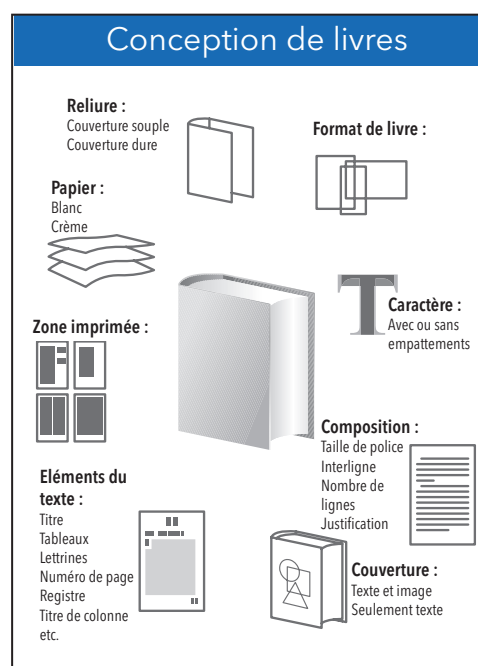 Conception de livres
Reliure :
Couverture souple
Couverture dure
Format de livre :
Papier :
Blanc
Crème
Caractère :
Avec ou sans
empattements
Zone imprimée :
Composition :
Taille de police
Interligne
Nombre de
lignes
Justification
Eléments du
texte :
Titre
Tableaux
Lettrines
Numéro de page
Registre
Titre de colonne
etc.
Couverture :
Texte et image
Seulement texte